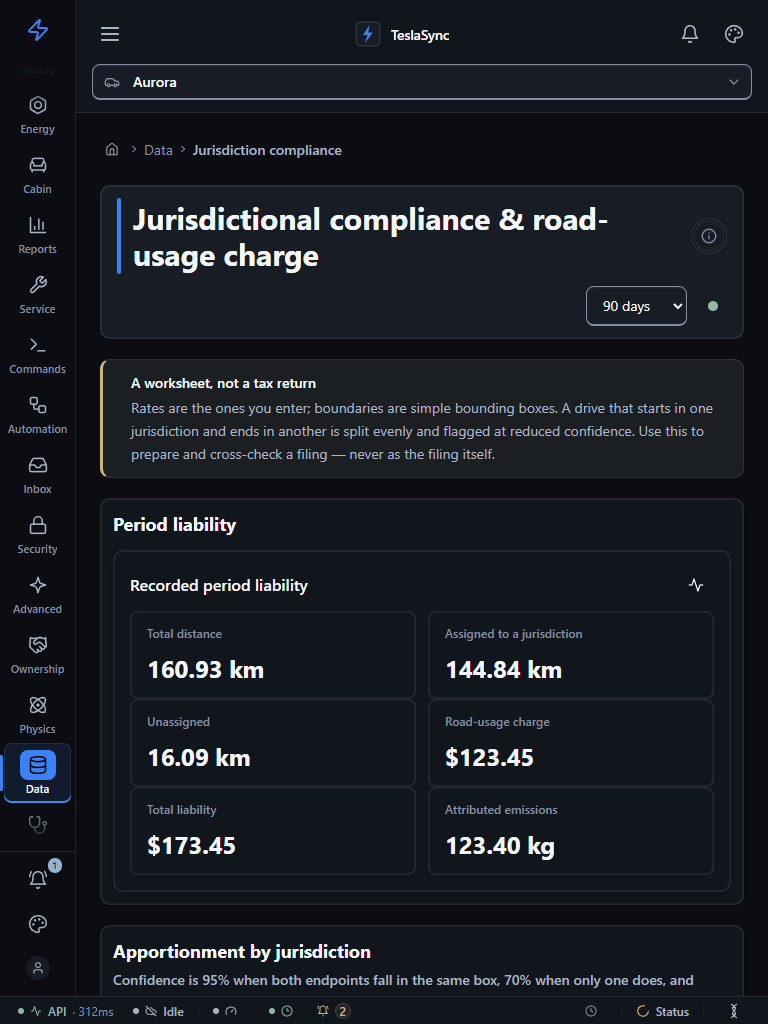 TeslaSync
Aurora
Battery
Energy
Cabin
Reports
Service
Commands
Automation
Inbox
Security
Advanced
Ownership
Physics
Data
1
Data
Jurisdiction compliance
Jurisdictional compliance & road-
usage charge
90 days
A worksheet, not a tax return
Rates are the ones you enter; boundaries are simple bounding boxes. A drive that starts in one
jurisdiction and ends in another is split evenly and flagged at reduced confidence. Use this to
prepare and cross-check a filing — never as the filing itself.
Period liability
Recorded period liability
Total distance
160.93 km
Assigned to a jurisdiction
144.84 km
Unassigned
16.09 km
Road-usage charge
$123.45
Total liability
$173.45
Attributed emissions
123.40 kg
Apportionment by jurisdiction
Confidence is 95% when both endpoints fall in the same box, 70% when only one does, and
API · 312ms
Idle
2
Status